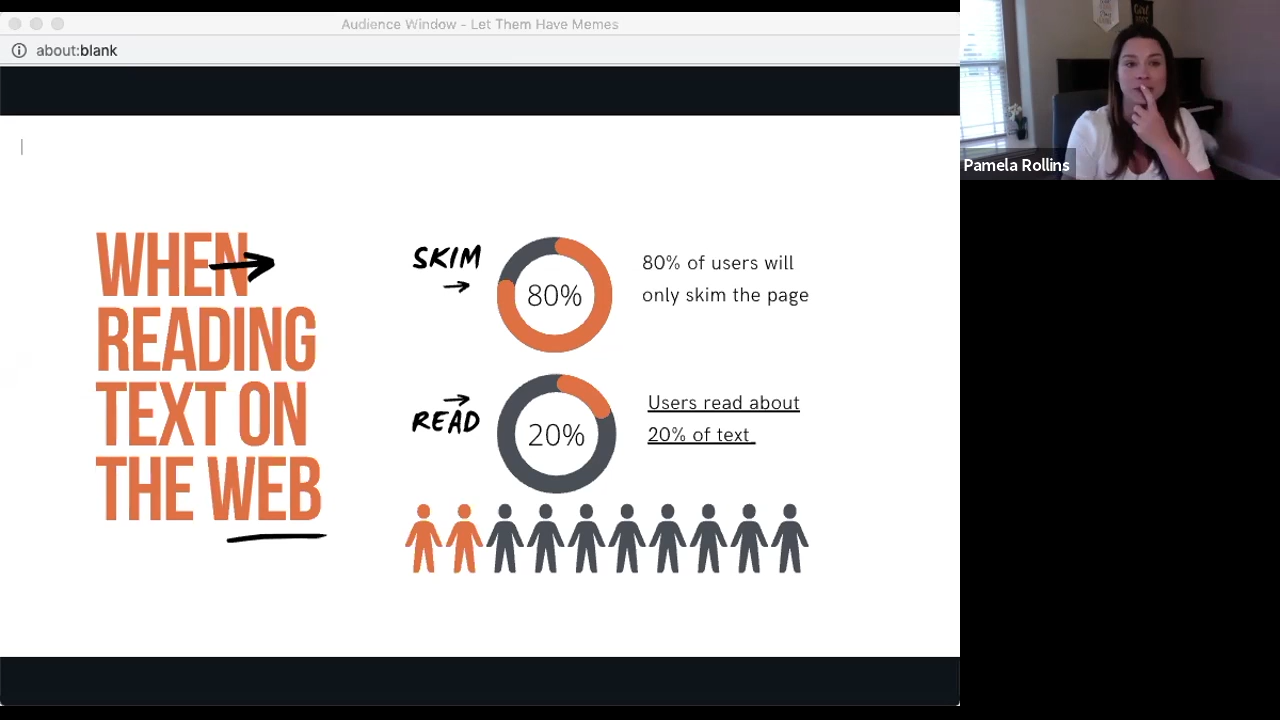 Audience Window - Let Them Have Memes
about:blank
WHEN
READING
TEXT ON
THE WEB
SKIM
80%
80% of users will
only skim the page
READ
20%
Users read about
20% of text
Pamela Rollins